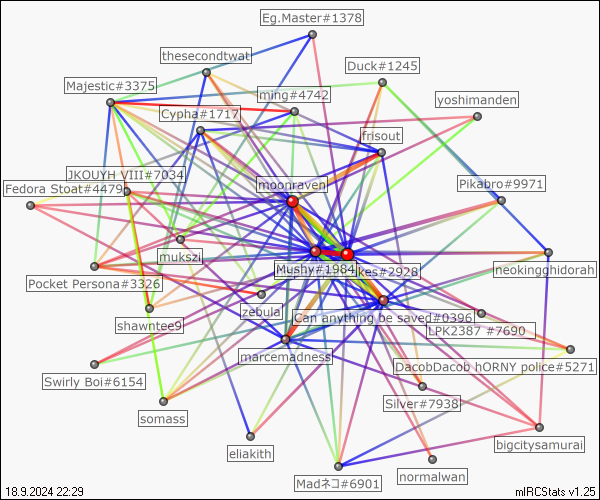 Eg.Master#1378
thesecondtwat
Duck#1245
Majestic#3375
ming#4742
yoshimanden
Cypha#1717
frisout
JKOUYH VIII#7034
moonraven
Pikabro#9971
Fedora Stoat#4479
mukszi
Mushy#1984
kes#2928
neokingghidorah
Pocket Persona#3326
zebula
Can anything be saved#0396
shawntee9
LPK2387 #7690
marcemadness
DacobDacob hORNY police#5271
Swirly Boi#6154
Silver#7938
somass
bigcitysamurai
eliakith
Madネコ#6901
normalwan
18.9.2024 22:29
mIRCStats v1.25